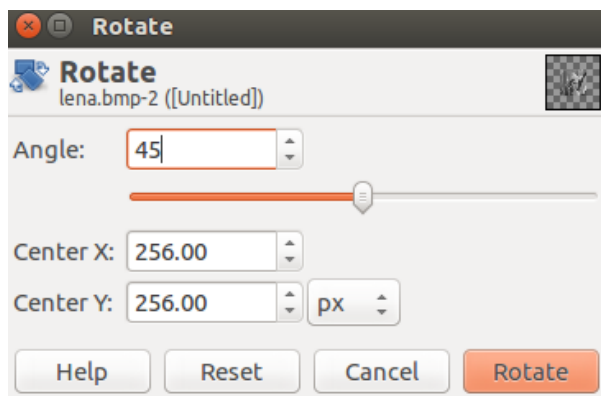 Rotate
Rotate
lena.bmp-2 ([Untitled])
Angle: 45
Center X: 256.00
Center Y: 256.00 px
Help Reset Cancel Rotate